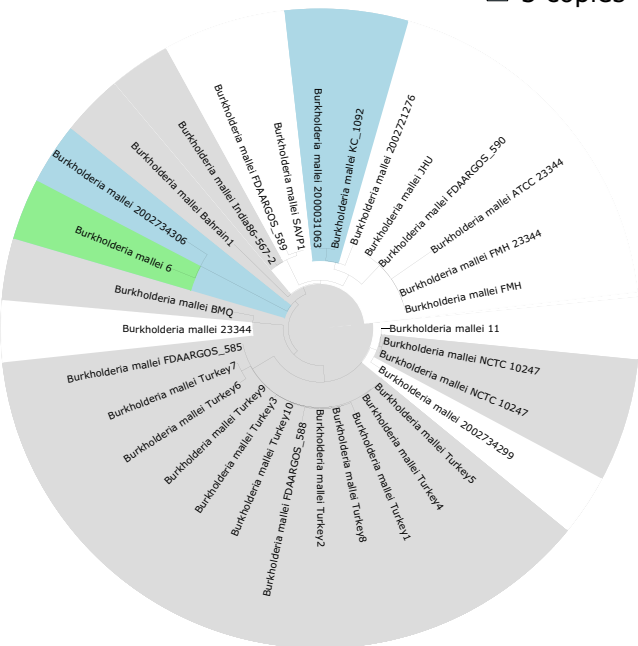 copies
Burkholderia mallei 2000031063
Burkholderia mallei KC_1092
Burkholderia mallei 2002721276
Burkholderia mallei JHU
Burkholderia mallei FDAARGOS_590
Burkholderia mallei ATCC 23344
Burkholderia mallei FMH 23344
Burkholderia mallei FMH
Burkholderia mallei 11
Burkholderia mallei NCTC 10247
Burkholderia mallei NCTC 10247
Burkholderia mallei 2002734299
Burkholderia mallei Turkey5
Burkholderia mallei Turkey4
Burkholderia mallei Turkey1
Burkholderia mallei Turkey8
Burkholderia mallei Turkey2
Burkholderia mallei FDAARGOS_588
Burkholderia mallei Turkey10
Burkholderia mallei Turkey3
Burkholderia mallei Turkey9
Burkholderia mallei Turkey6
Burkholderia mallei Turkey7
Burkholderia mallei FDAARGOS_585
Burkholderia mallei 23344
Burkholderia mallei BMQ
Burkholderia mallei 6
Burkholderia mallei 2002734306
Burkholderia mallei Bahrain1
Burkholderia mallei India86-567-2
Burkholderia mallei FDAARGOS_589
Burkholderia mallei SAVP1